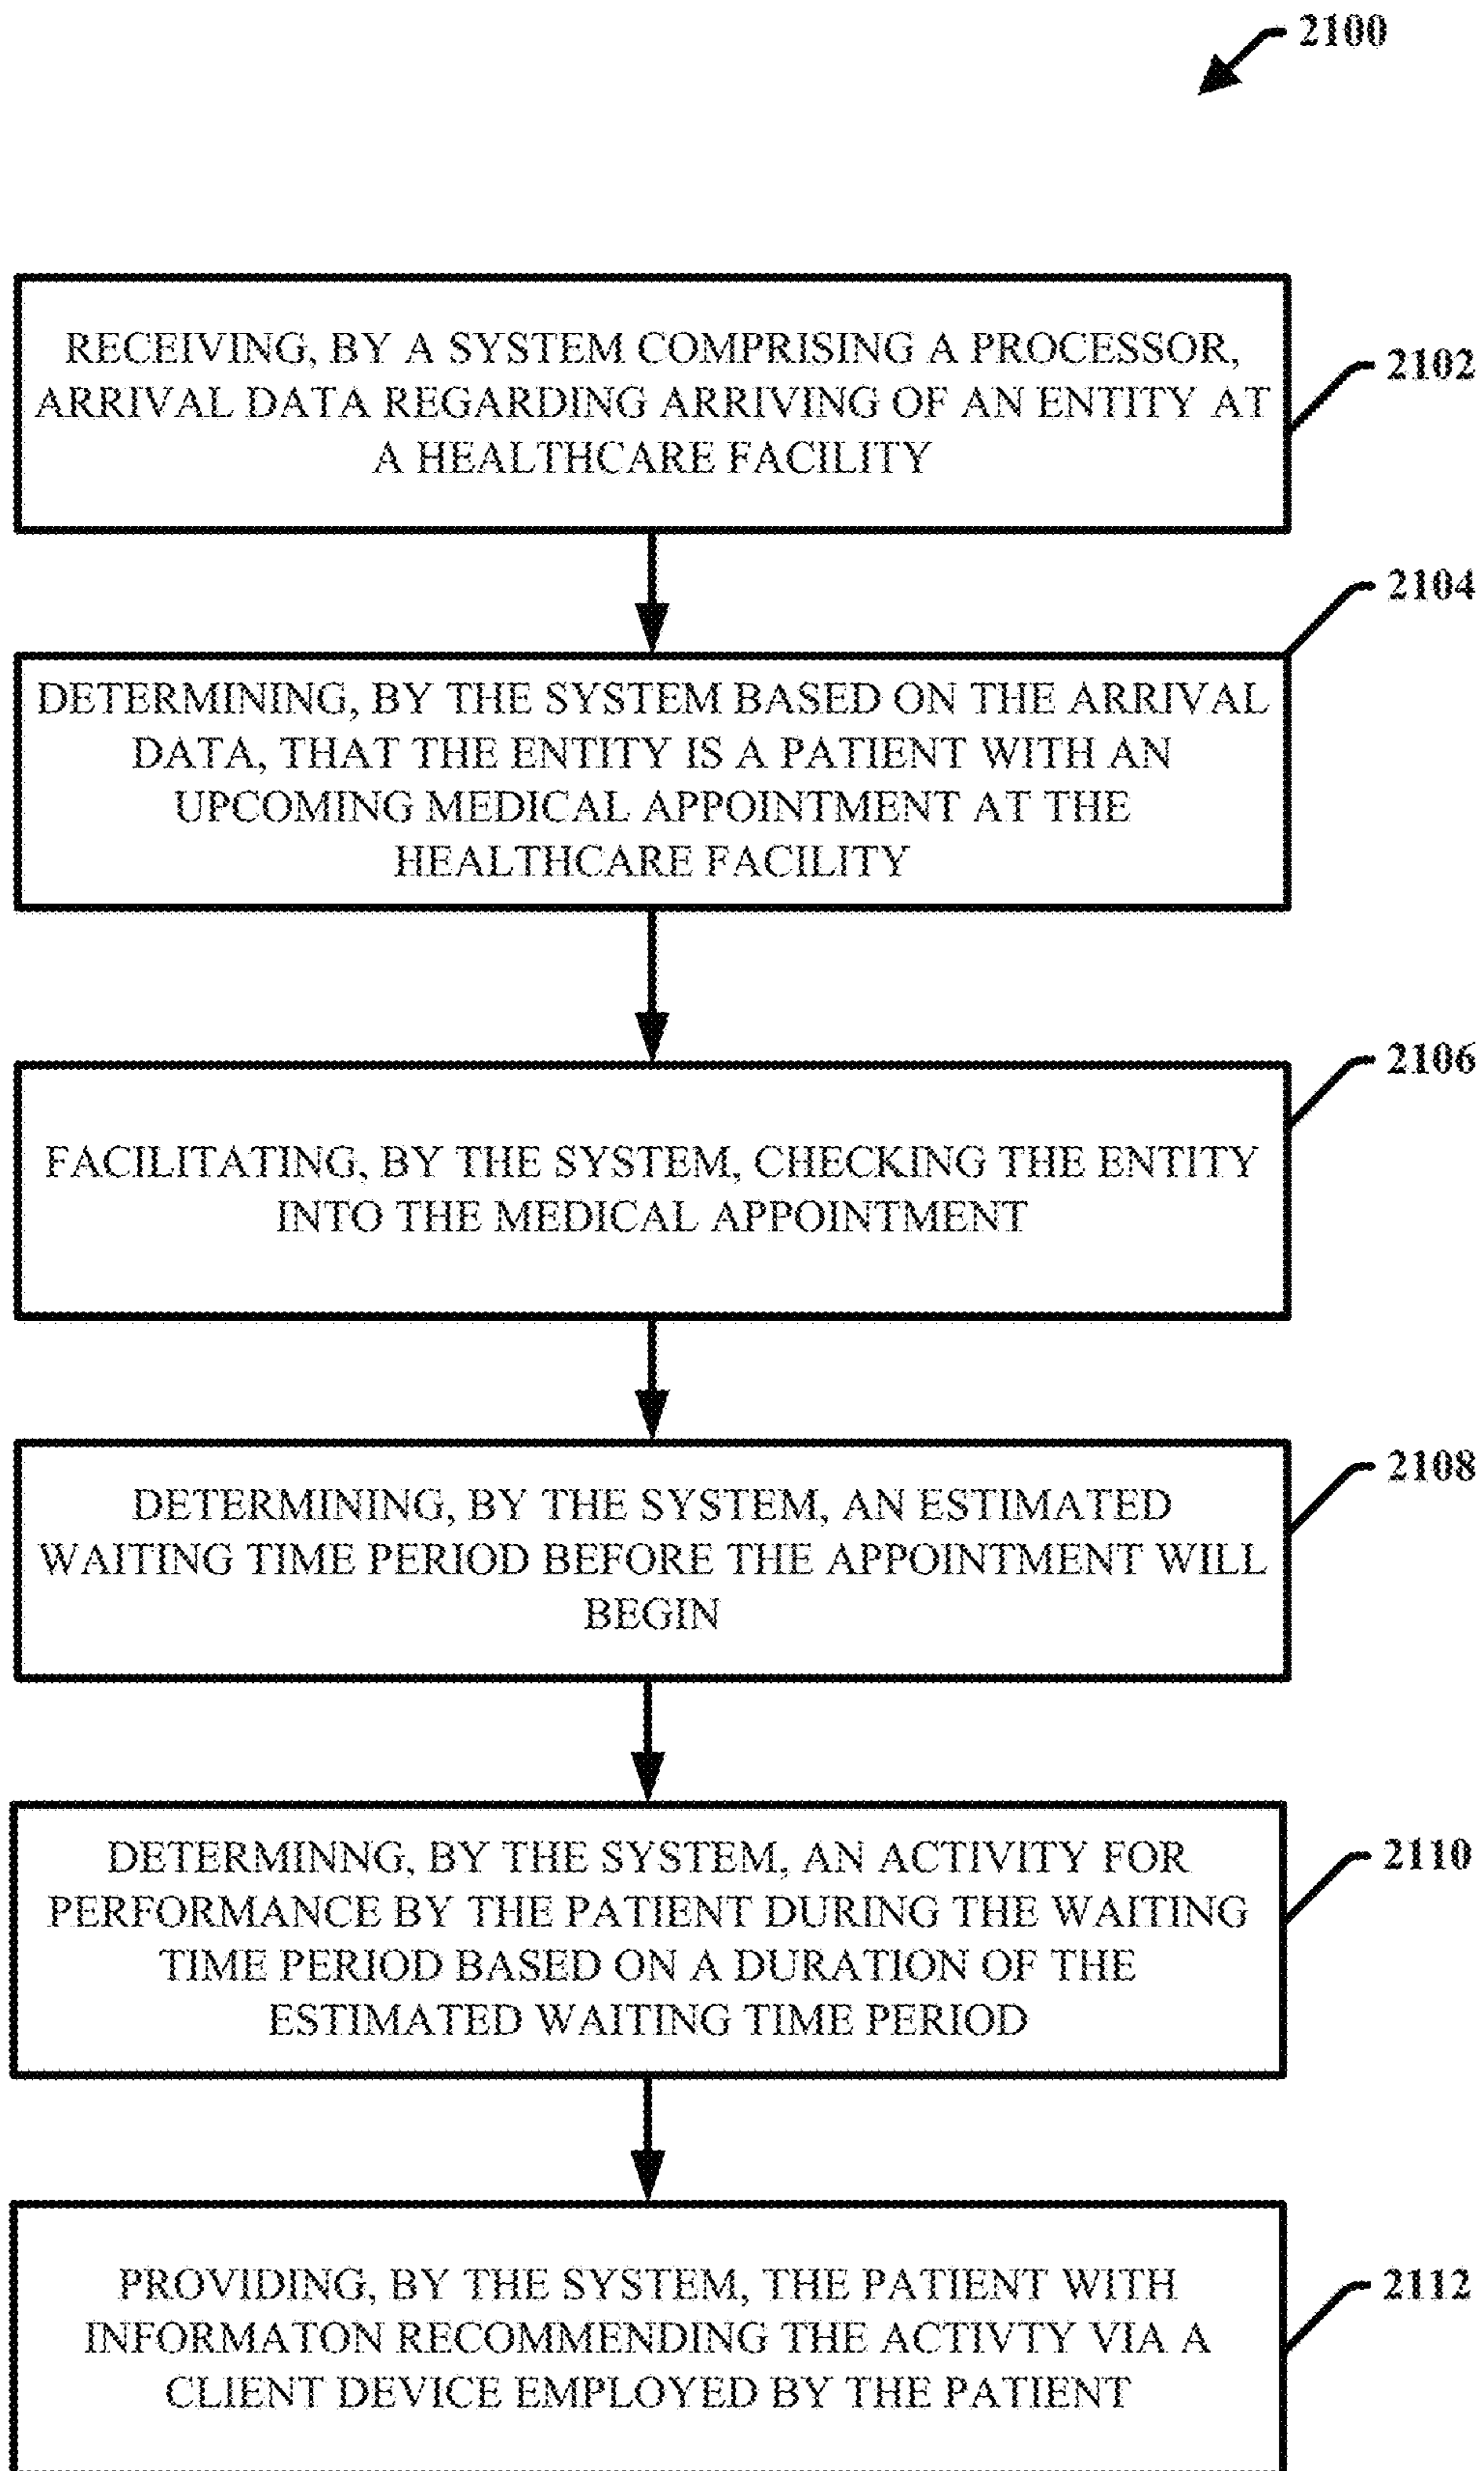 2100
RECEIVING, BY A SYSTEM COMPRISING A PROCESSOR,
ARRIVAL DATA REGARDING ARRIVING OF AN ENTITY AT
A HEALTHCARE FACILITY
2102
DETERMINING, BY THE SYSTEM BASED ON THE ARRIVAL
DATA, THAT THE ENTITY IS A PATIENT WITH AN
UPCOMING MEDICAL APPOINTMENT AT THE
HEALTHCARE FACILITY
2104
FACILITATING, BY THE SYSTEM, CHECKING THE ENTITY
INTO THE MEDICAL APPOINTMENT
2106
DETERMINING, BY THE SYSTEM, AN ESTIMATED
WAITING TIME PERIOD BEFORE THE APPOINTMENT WILL
BEGIN
2108
DETERMINNG, BY THE SYSTEM, AN ACTIVITY FOR
PERFORMANCE BY THE PATIENT DURING THE WAITING
TIME PERIOD BASED ON A DURATION OF THE
ESTIMATED WAITING TIME PERIOD
2110
PROVIDING, BY THE SYSTEM, THE PATIENT WITH
INFORMATON RECOMMENDING THE ACTIVTY VIA A
CLIENT DEVICE EMPLOYED BY THE PATIENT
2112